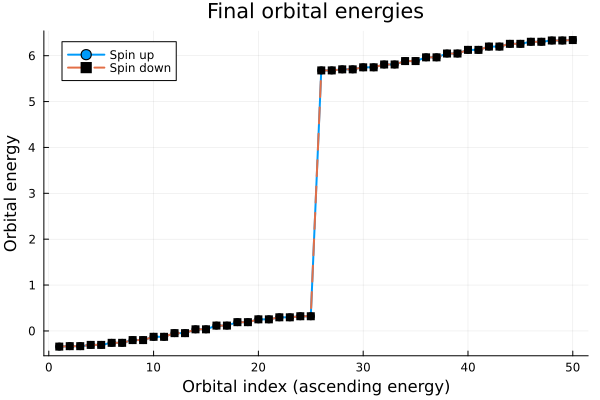 Final orbital energies
Spin up
Spin down
Orbital energy
6
5
4
3
2
1
0
0 10 20 30 40 50
Orbital index (ascending energy)